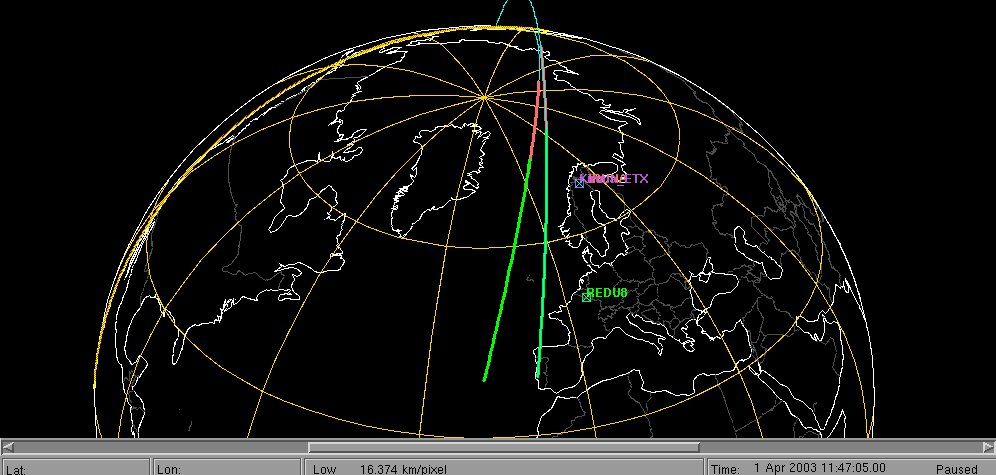 REDU8
Lat:
Lon:
Low
16.374 km/pixel
Time:
1 Apr 2003 11:47:05.00
Paused